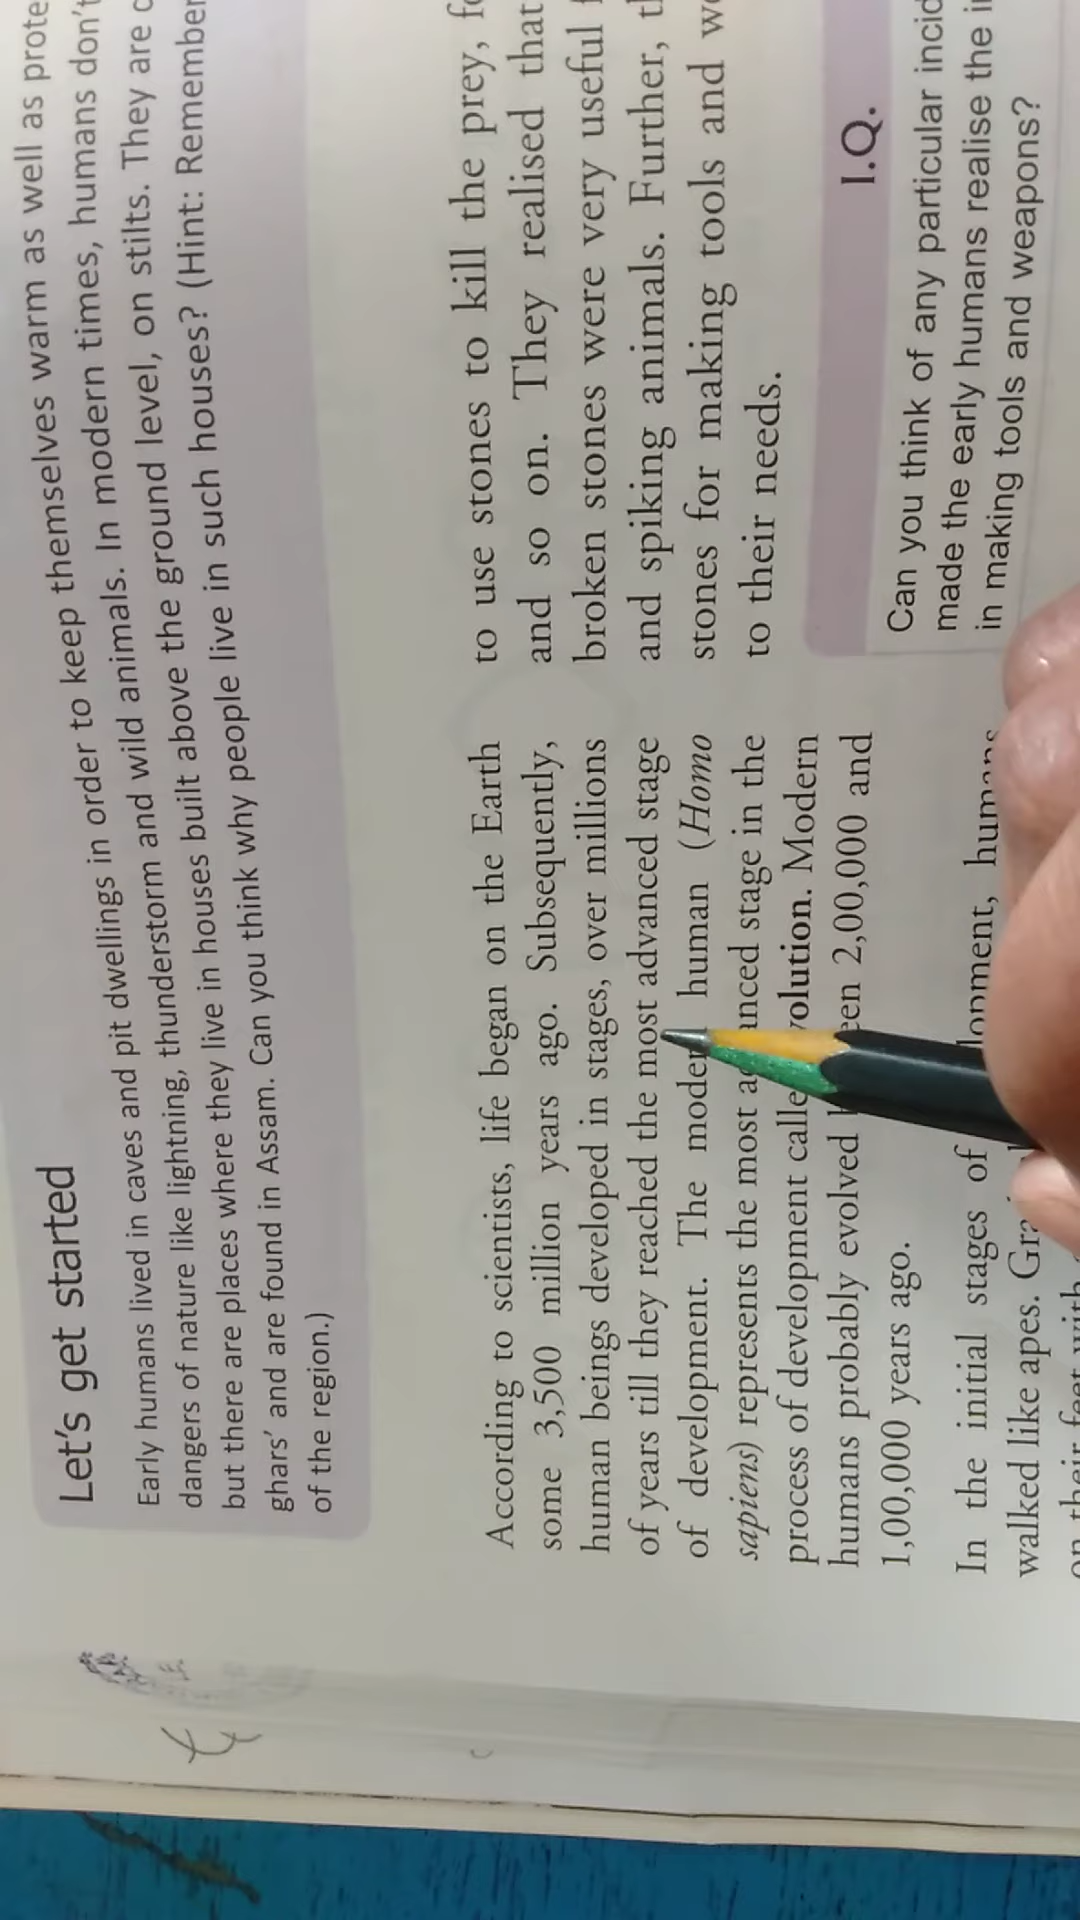 Let's get started
Early humans lived in caves and pit dwellings in order to keep themselves warm as well as
dangers of nature like lightning, thunderstorm and wild animals. In modern times, humans don't
but there are places where they live in houses built above the ground level, on stilts. They are
ghars' and are found in Assam. Can you think why people live in such houses? (Hint: Remember
of the region.)
According to scientists, life began on the Earth
some 3,500 million years ago. Subsequently,
human beings developed in stages, over millions
of years till they reached the most advanced stage
of development. The moder human (Homo
sapiens) represents the most a nced stage in the
process of development calle volution. Modern
humans probably evolved een 2,00,000 and
1,00,000 years ago.
In the initial stages of lopment, humans
walked like apes. Gra
on their feet with
to use stones to kill the prey,
and so on. They realised that
broken stones were very useful
and spiking animals. Further,
stones for making tools and
to their needs.
I.Q.
Can you think of any particular incid
made the early humans realise the
in making tools and weapons?